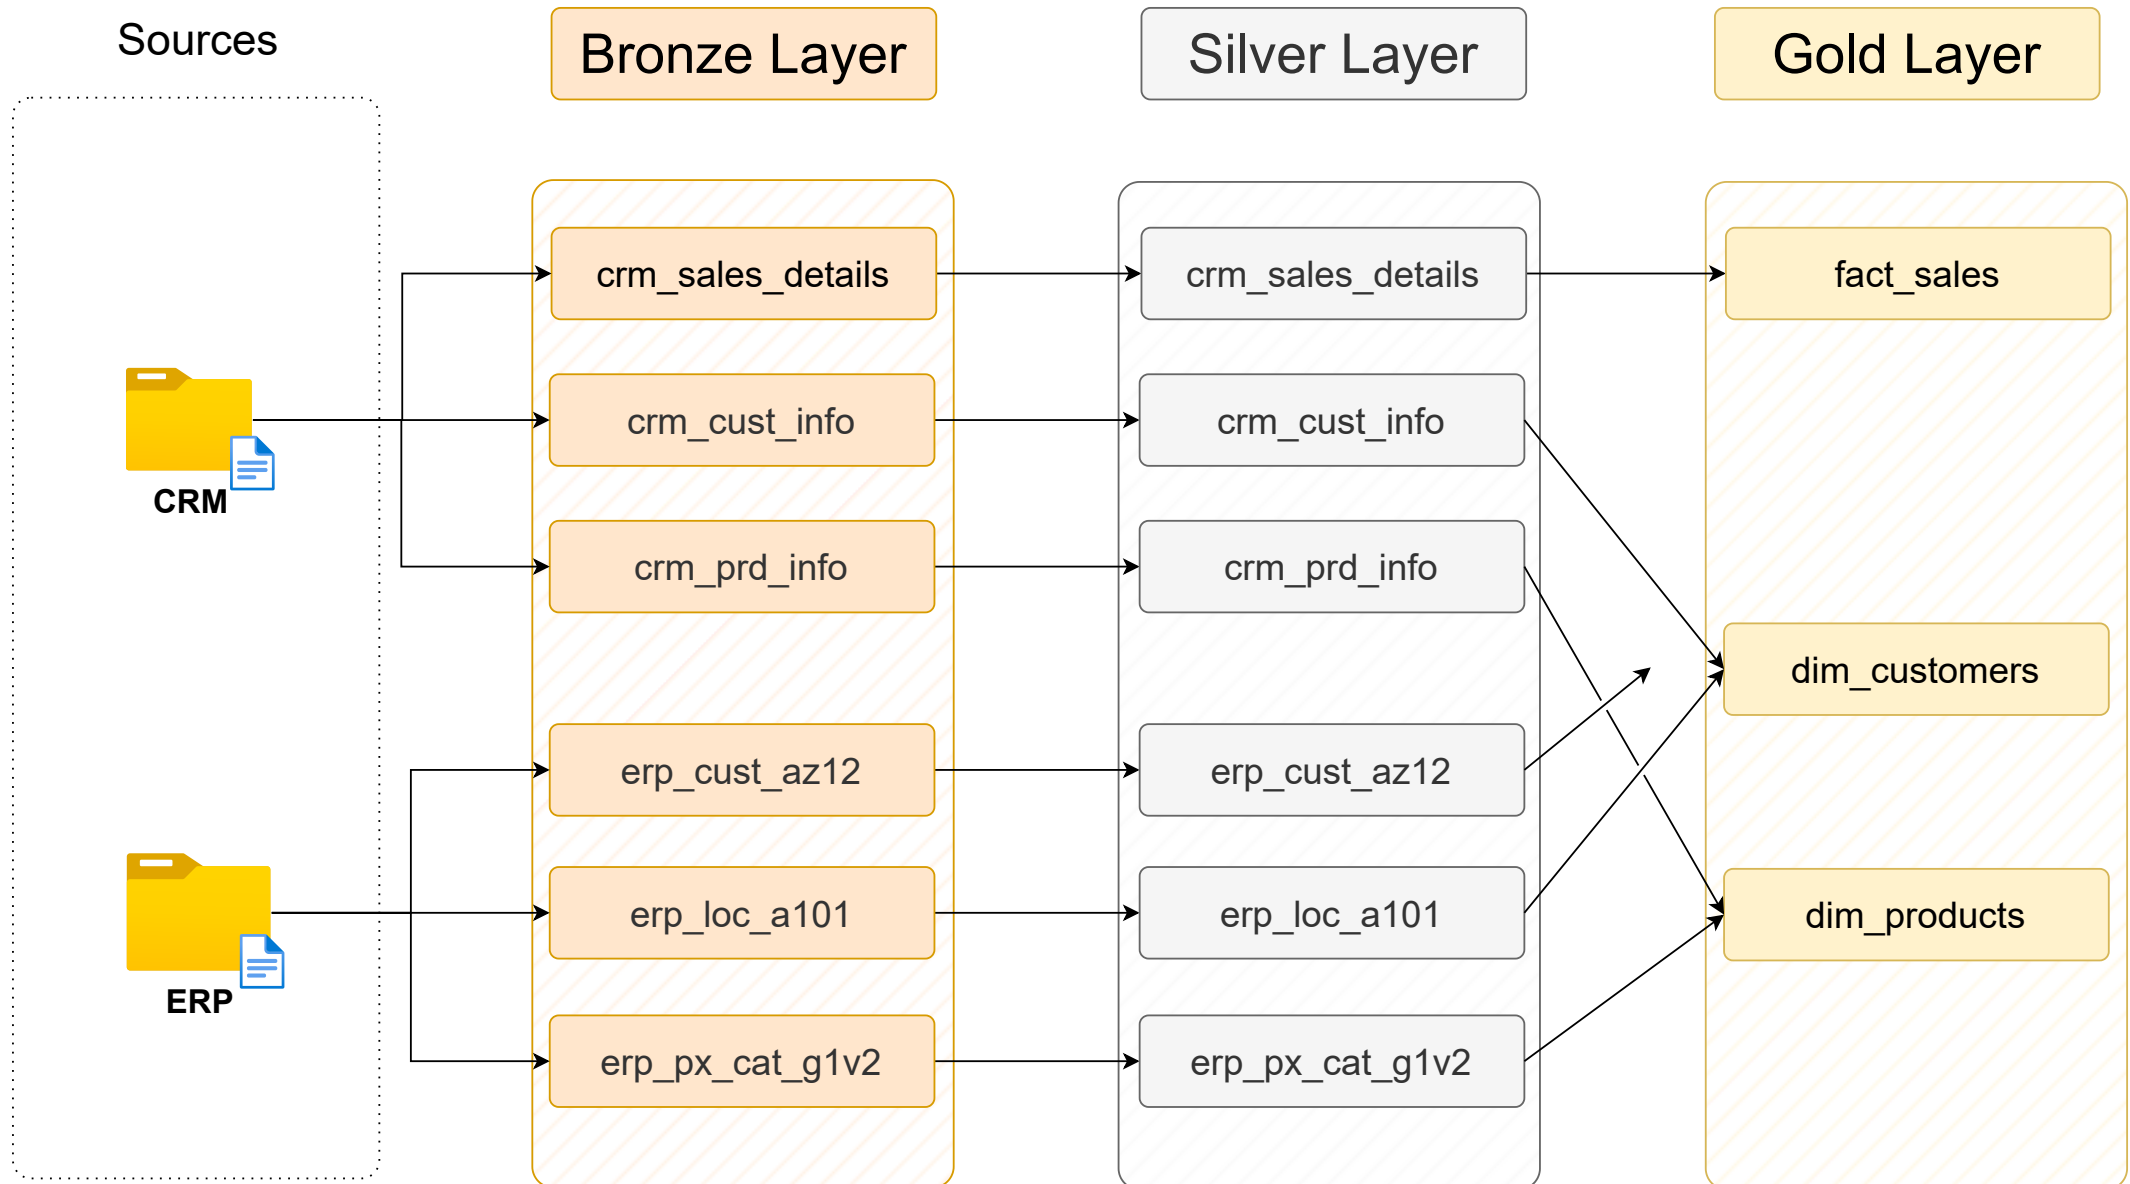 Sources
Bronze Layer
Silver Layer
Gold Layer
crm_sales_details
crm_sales_details
fact_sales
crm_cust_info
crm_cust_info
CRM
crm_prd_info
crm_prd_info
dim_customers
erp_cust_az12
erp_cust_az12
erp_loc_a101
erp_loc_a101
dim_products
ERP
erp_px_cat_g1v2
erp_px_cat_g1v2